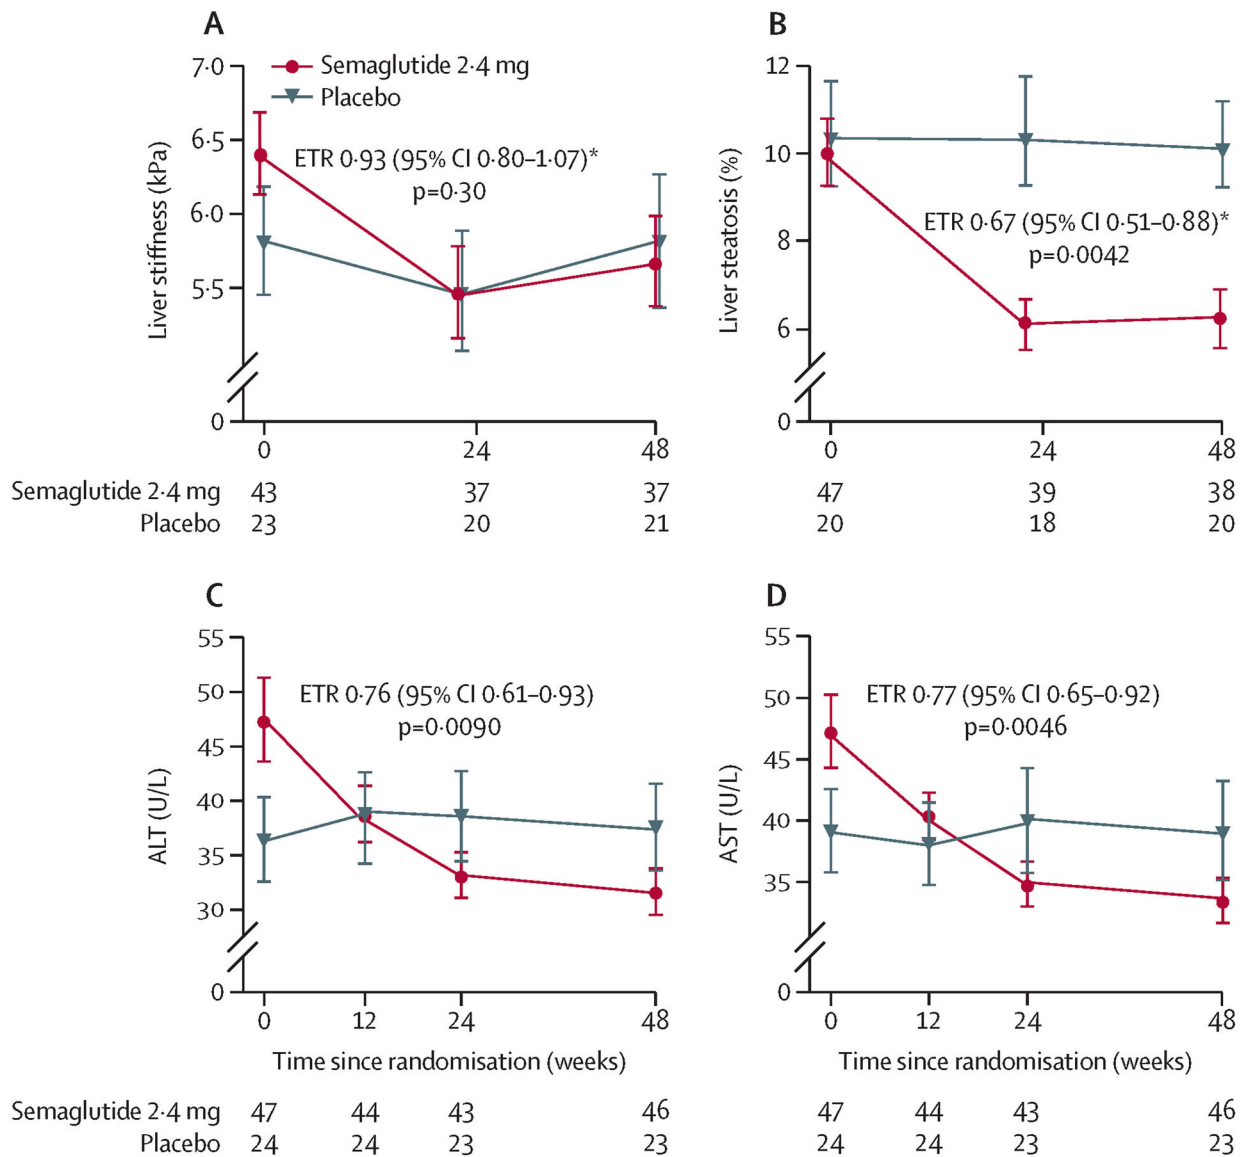 A
7·0
Semaglutide 2·4 mg
Placebo
6·5
ETR 0·93 (95% CI 0·80–1·07)*
p=0·30
6·0
5·5
0
Liver stiffness (kPa)
0 24 48
Semaglutide 2·4 mg 43 37 37
Placebo 23 20 21
B
12
10
ETR 0·67 (95% CI 0·51–0·88)*
p=0·0042
8
6
0
Liver steatosis (%)
0 24 48
47 39 38
20 18 20
C
55
ETR 0·76 (95% CI 0·61–0·93)
p=0·0090
50
45
40
35
30
0
ALT (U/L)
0 12 24 48
Time since randomisation (weeks)
Semaglutide 2·4 mg 47 44 43 46
Placebo 24 24 23 23
D
55
ETR 0·77 (95% CI 0·65–0·92)
p=0·0046
50
45
40
35
0
AST (U/L)
0 12 24 48
Time since randomisation (weeks)
47 44 43 46
24 24 23 23